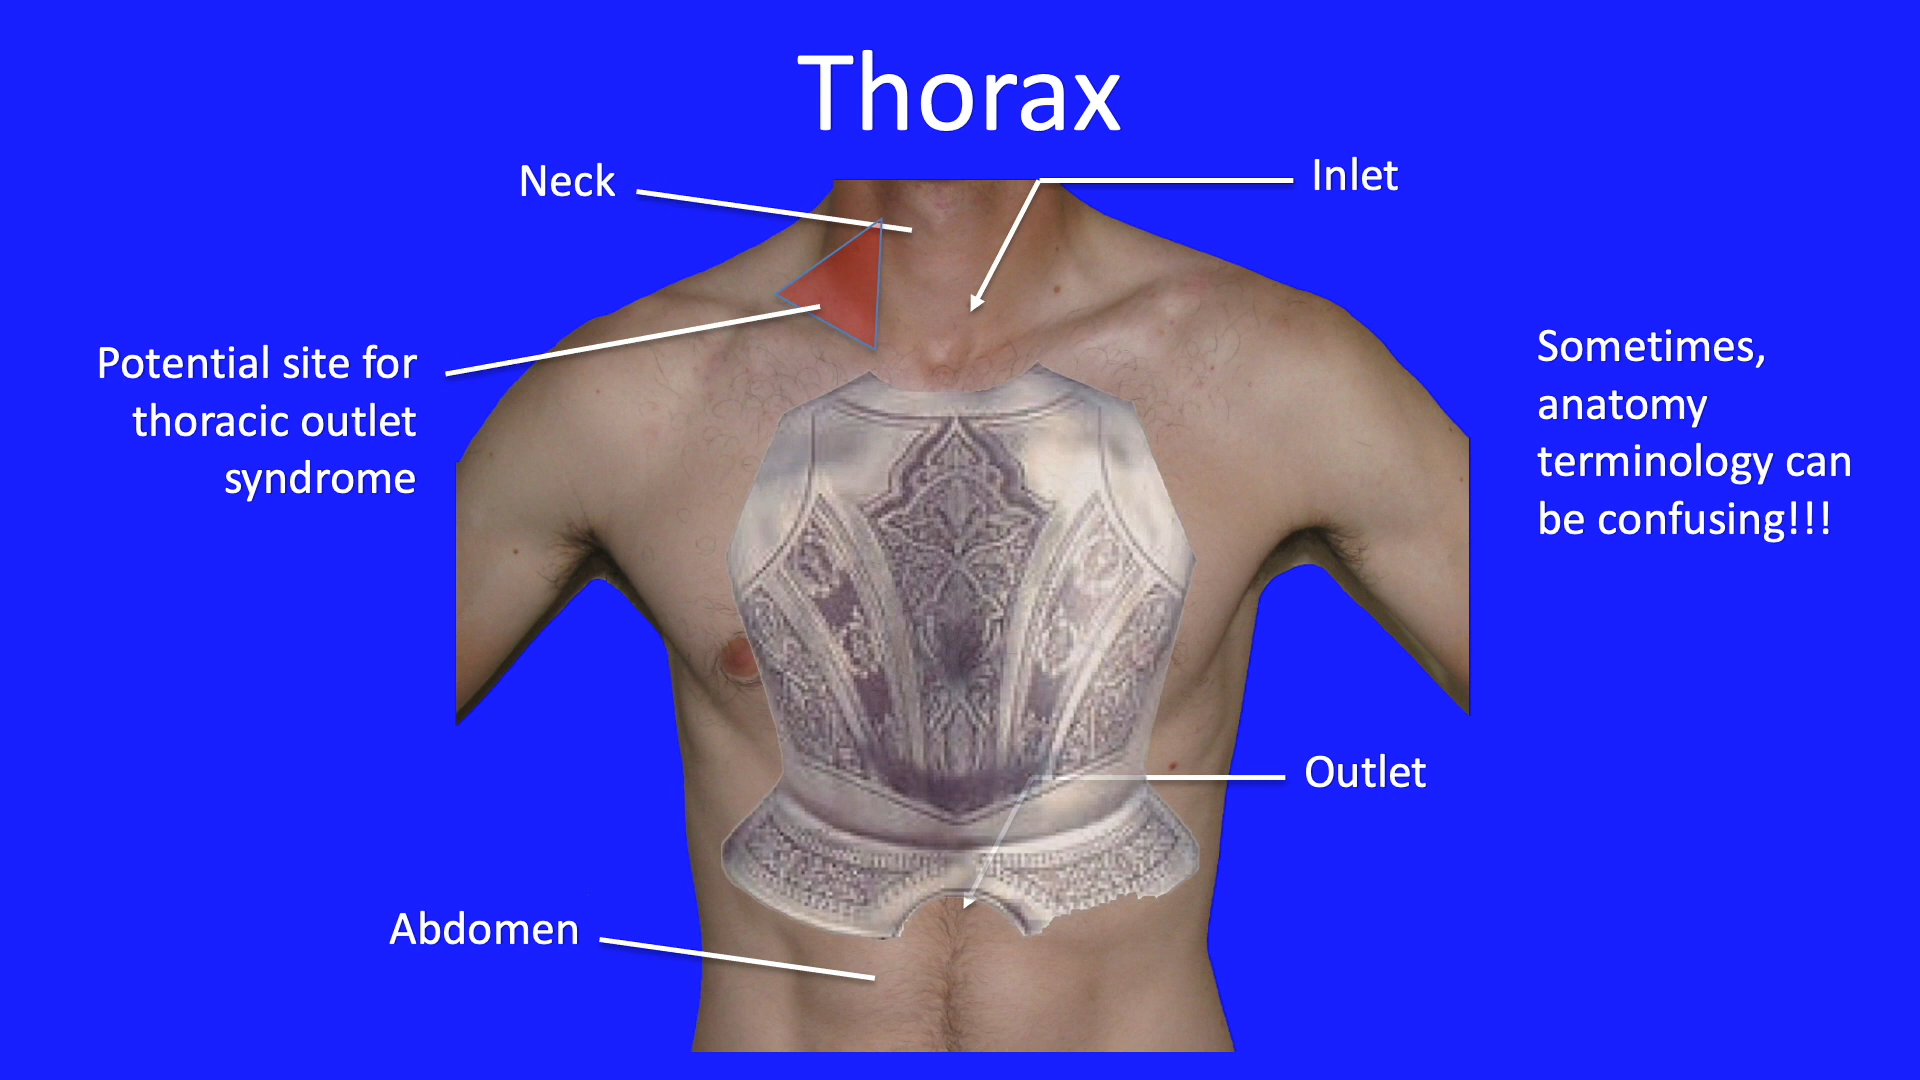 Thorax
Neck
Inlet
Potential site for
thoracic outlet
syndrome
Sometimes,
anatomy
terminology can
be confusing!!!
Outlet
Abdomen